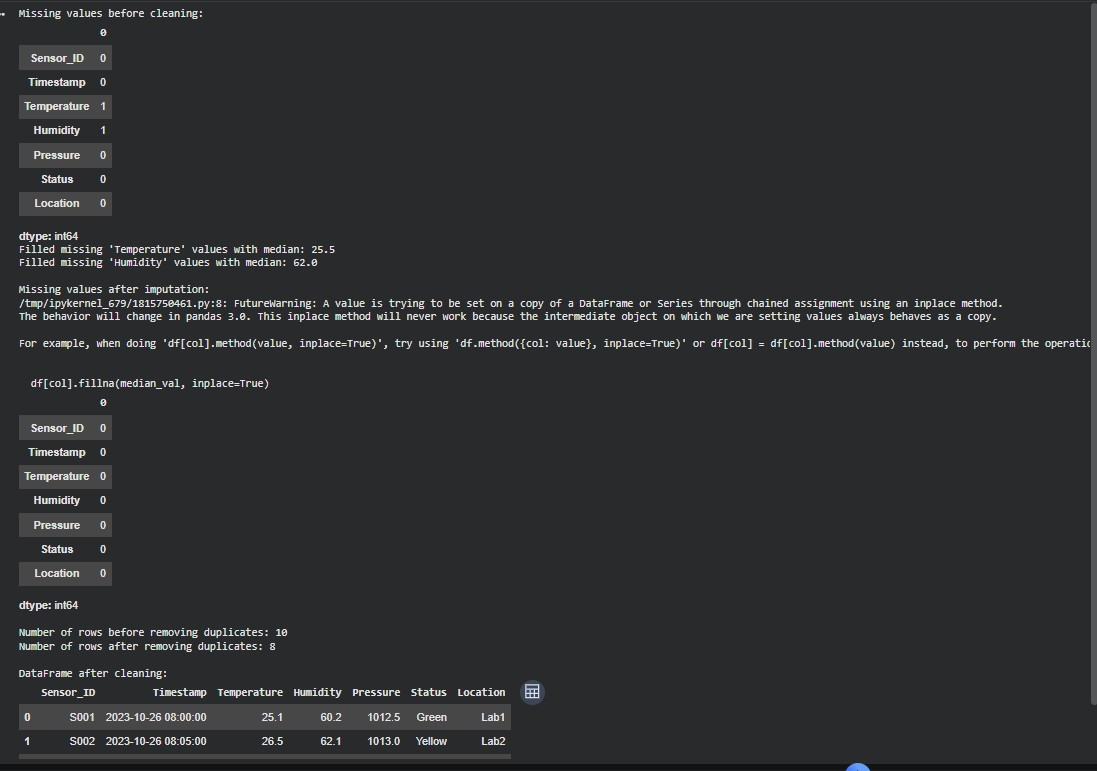 Missing values before cleaning:
0
Sensor_ID 0
Timestamp 0
Temperature 1
Humidity 1
Pressure 0
Status 0
Location 0
dtype: int64
Filled missing 'Temperature' values with median: 25.5
Filled missing 'Humidity' values with median: 62.0
Missing values after imputation:
/tmp/ipykernel_679/1815750461.py:8: FutureWarning: A value is trying to be set on a copy of a DataFrame or Series through chained assignment using an inplace method.
The behavior will change in pandas 3.0. This inplace method will never work because the intermediate object on which we are setting values always behaves as a copy.
For example, when doing 'df[col].method(value, inplace=True)', try using 'df.method({col: value}, inplace=True)' or df[col] = df[col].method(value) instead, to perform the operatio
df[col].fillna(median_val, inplace=True)
0
Sensor_ID 0
Timestamp 0
Temperature 0
Humidity 0
Pressure 0
Status 0
Location 0
dtype: int64
Number of rows before removing duplicates: 10
Number of rows after removing duplicates: 8
DataFrame after cleaning:
Sensor_ID Timestamp Temperature Humidity Pressure Status Location
0 S001 2023-10-26 08:00:00 25.1 60.2 1012.5 Green Lab1
1 S002 2023-10-26 08:05:00 26.5 62.1 1013.0 Yellow Lab2